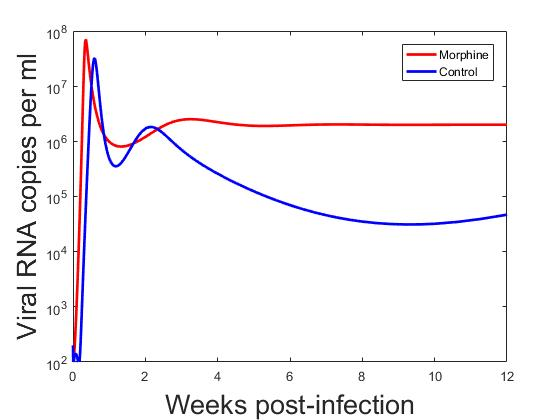 10^8
10^7
10^6
10^5
10^4
10^3
10^2
Viral RNA copies per ml
Morphine
Control
0 2 4 6 8 10 12
Weeks post-infection